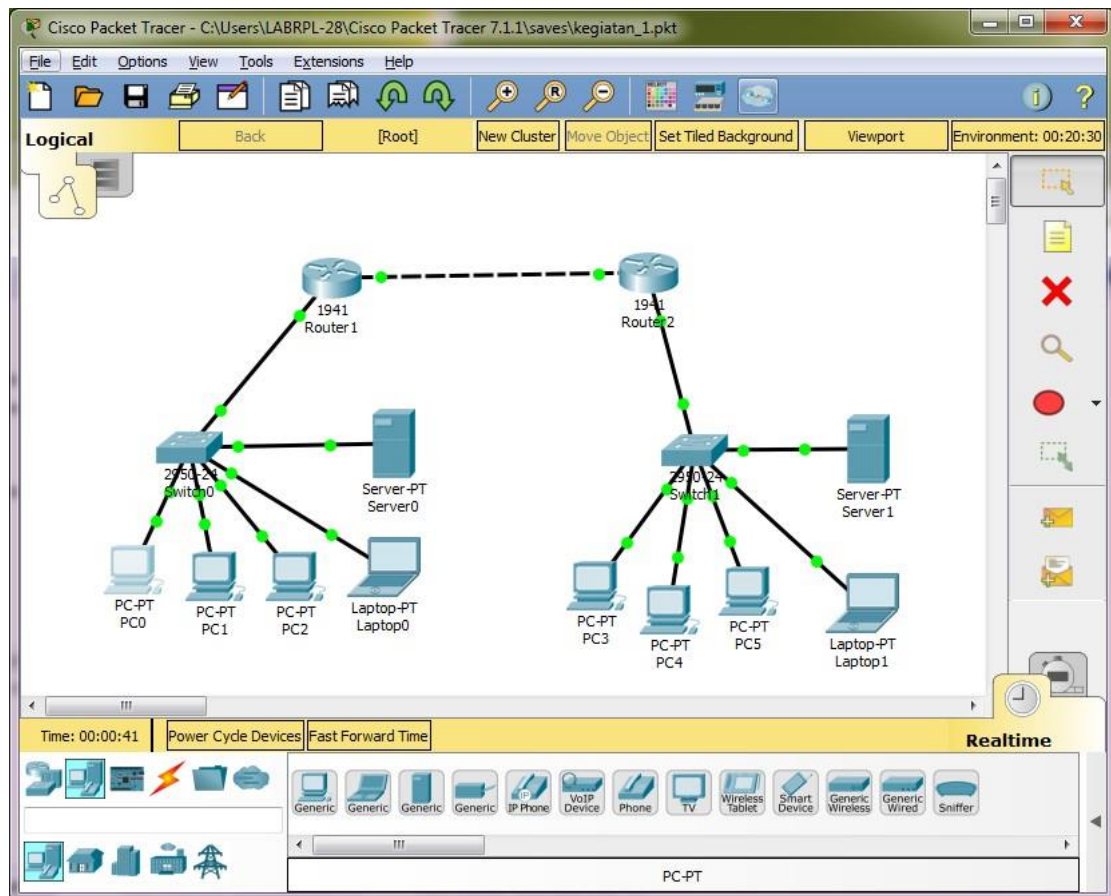 Cisco Packet Tracer - C:\Users\LABRPL-28\Cisco Packet Tracer 7.1.1\saves\kegiatan_1.pkt
File Edit Options View Tools Extensions Help
Logical Back [Root] New Cluster Move Object Set Tiled Background Viewport Environment: 00:20:30
1941
Router1
1941
Router2
2950-24
Switch0
Server-PT
Server0
2950-24
Switch1
Server-PT
Server1
PC-PT
PC0
PC-PT
PC1
PC-PT
PC2
Laptop-PT
Laptop0
PC-PT
PC3
PC-PT
PC4
PC-PT
PC5
Laptop-PT
Laptop1
Time: 00:00:41 Power Cycle Devices Fast Forward Time Realtime
Generic Generic Generic Generic IP Phone VoIP Device Phone TV Wireless Tablet Smart Device Generic Wireless Generic Wired Sniffer
PC-PT